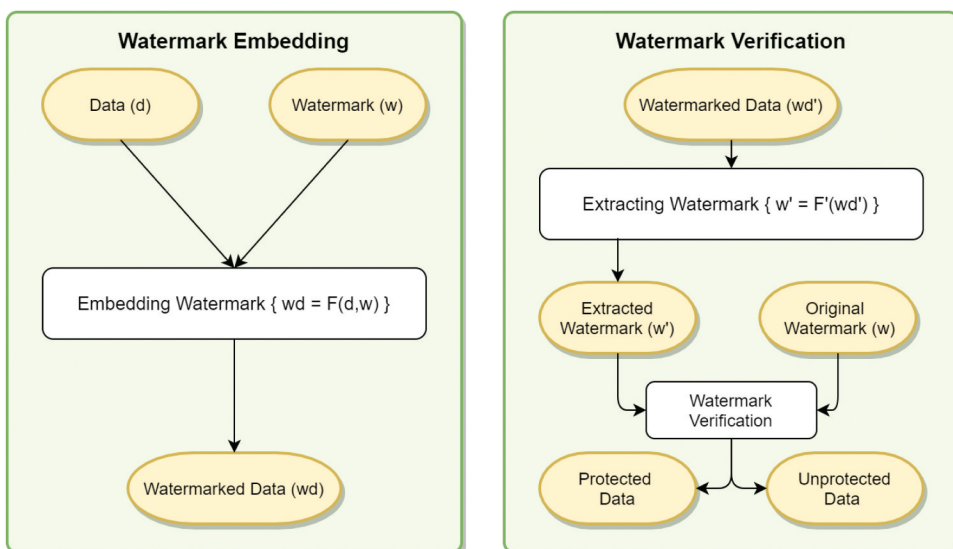 Watermark Embedding
Data (d)
Watermark (w)
Embedding Watermark { wd = F(d,w) }
Watermarked Data (wd)
Watermark Verification
Watermarked Data (wd')
Extracting Watermark { w' = F'(wd') }
Extracted
Watermark (w')
Original
Watermark (w)
Watermark
Verification
Protected
Data
Unprotected
Data